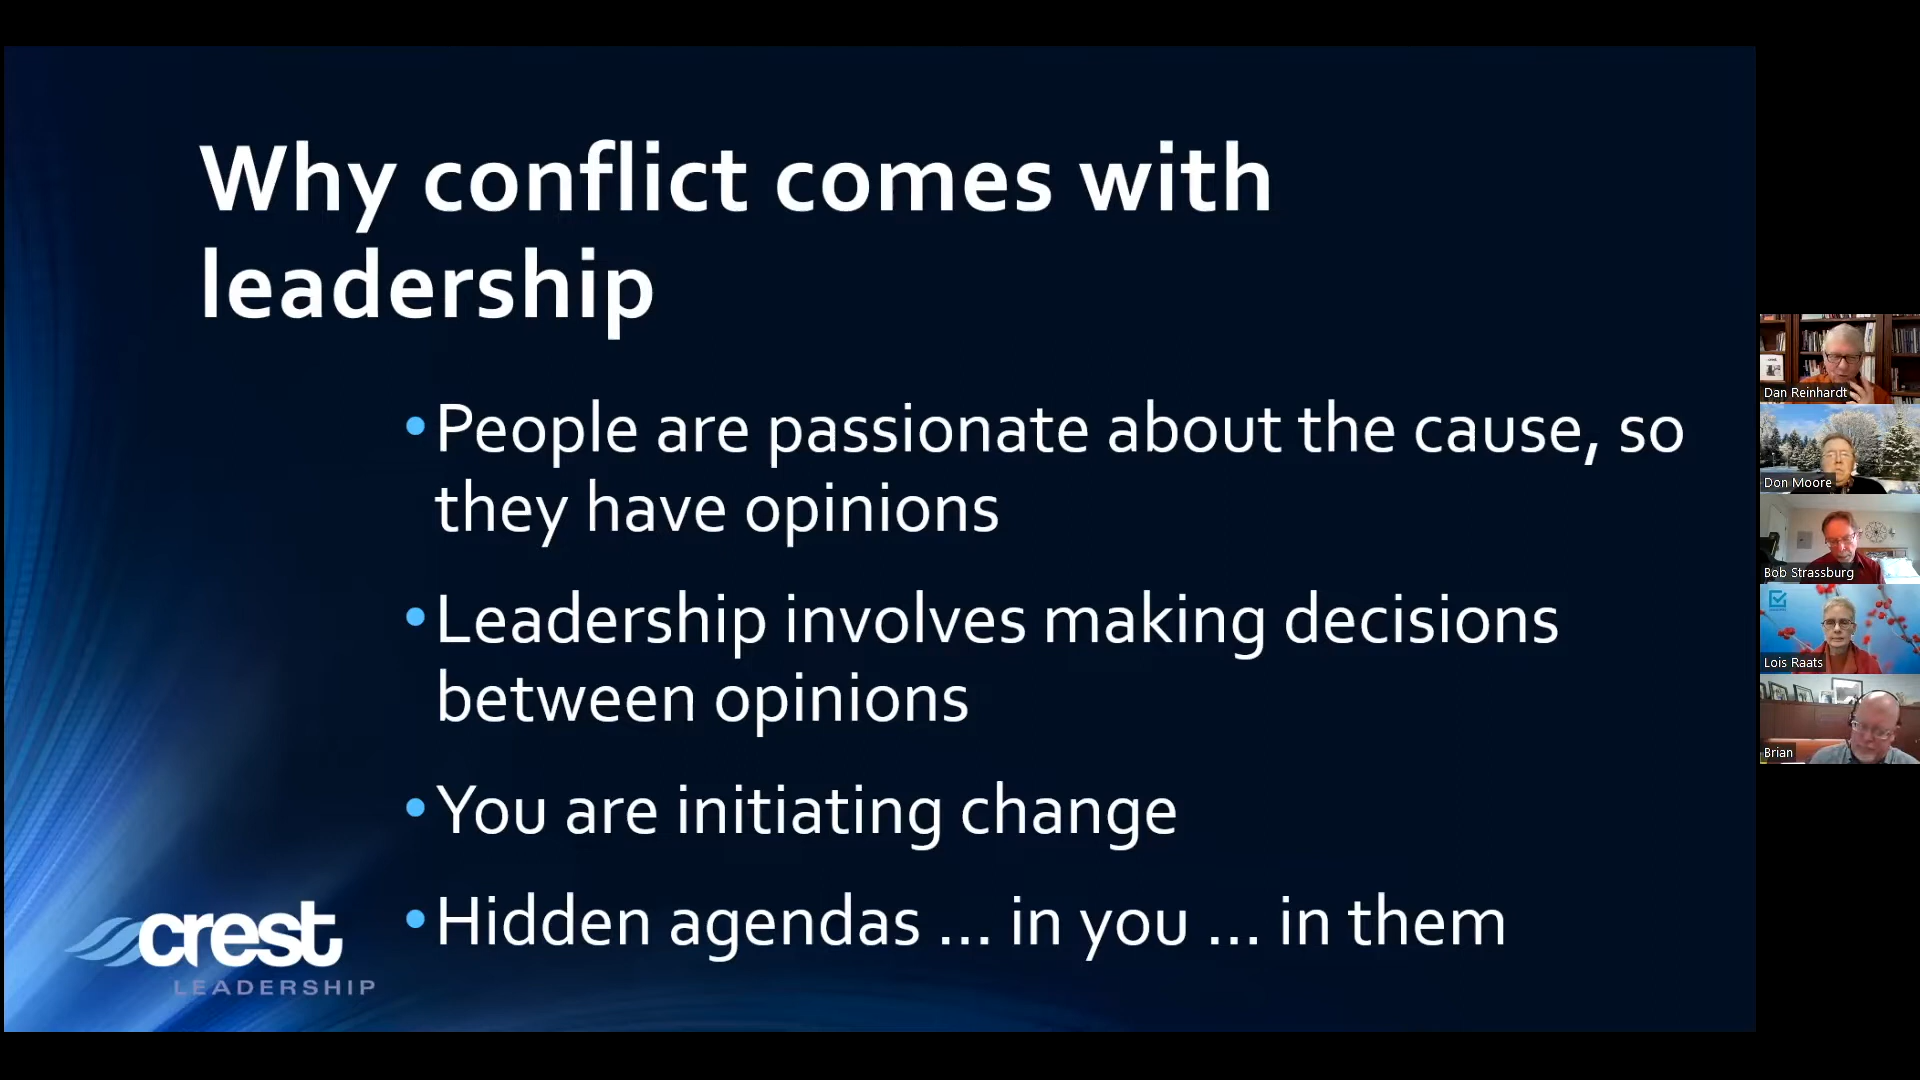 Why conflict comes with
leadership
•People are passionate about the cause, so
they have opinions
•Leadership involves making decisions
between opinions
•You are initiating change
•Hidden agendas ... in you ... in them
crest
LEADERSHIP
Dan Reinhardt
Don Moore
Bob Strassburg
Lois Raats
Brian